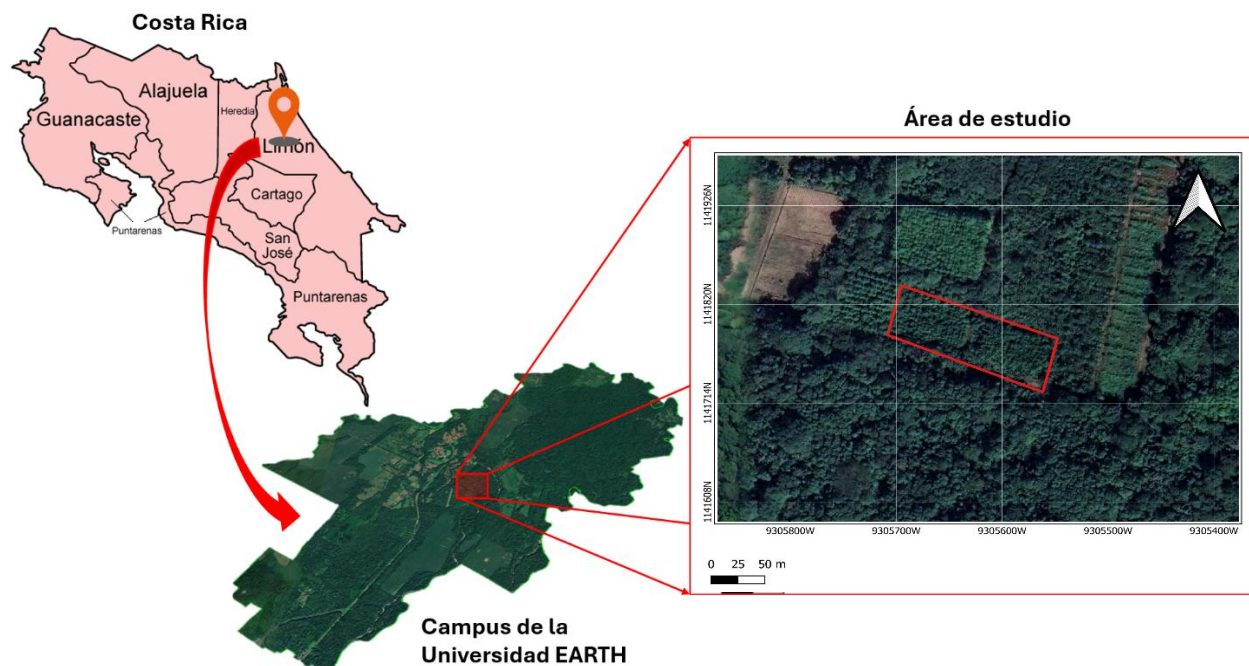 Costa Rica
Alajuela
Heredia
Guanacaste
Limón
Cartago
Puntarenas
San
José
Puntarenas
Área de estudio
1141926N
1141820N
1141714N
1141608N
9305800W
9305700W
9305600W
9305500W
9305400W
0 25 50 m
Campus de la
Universidad EARTH